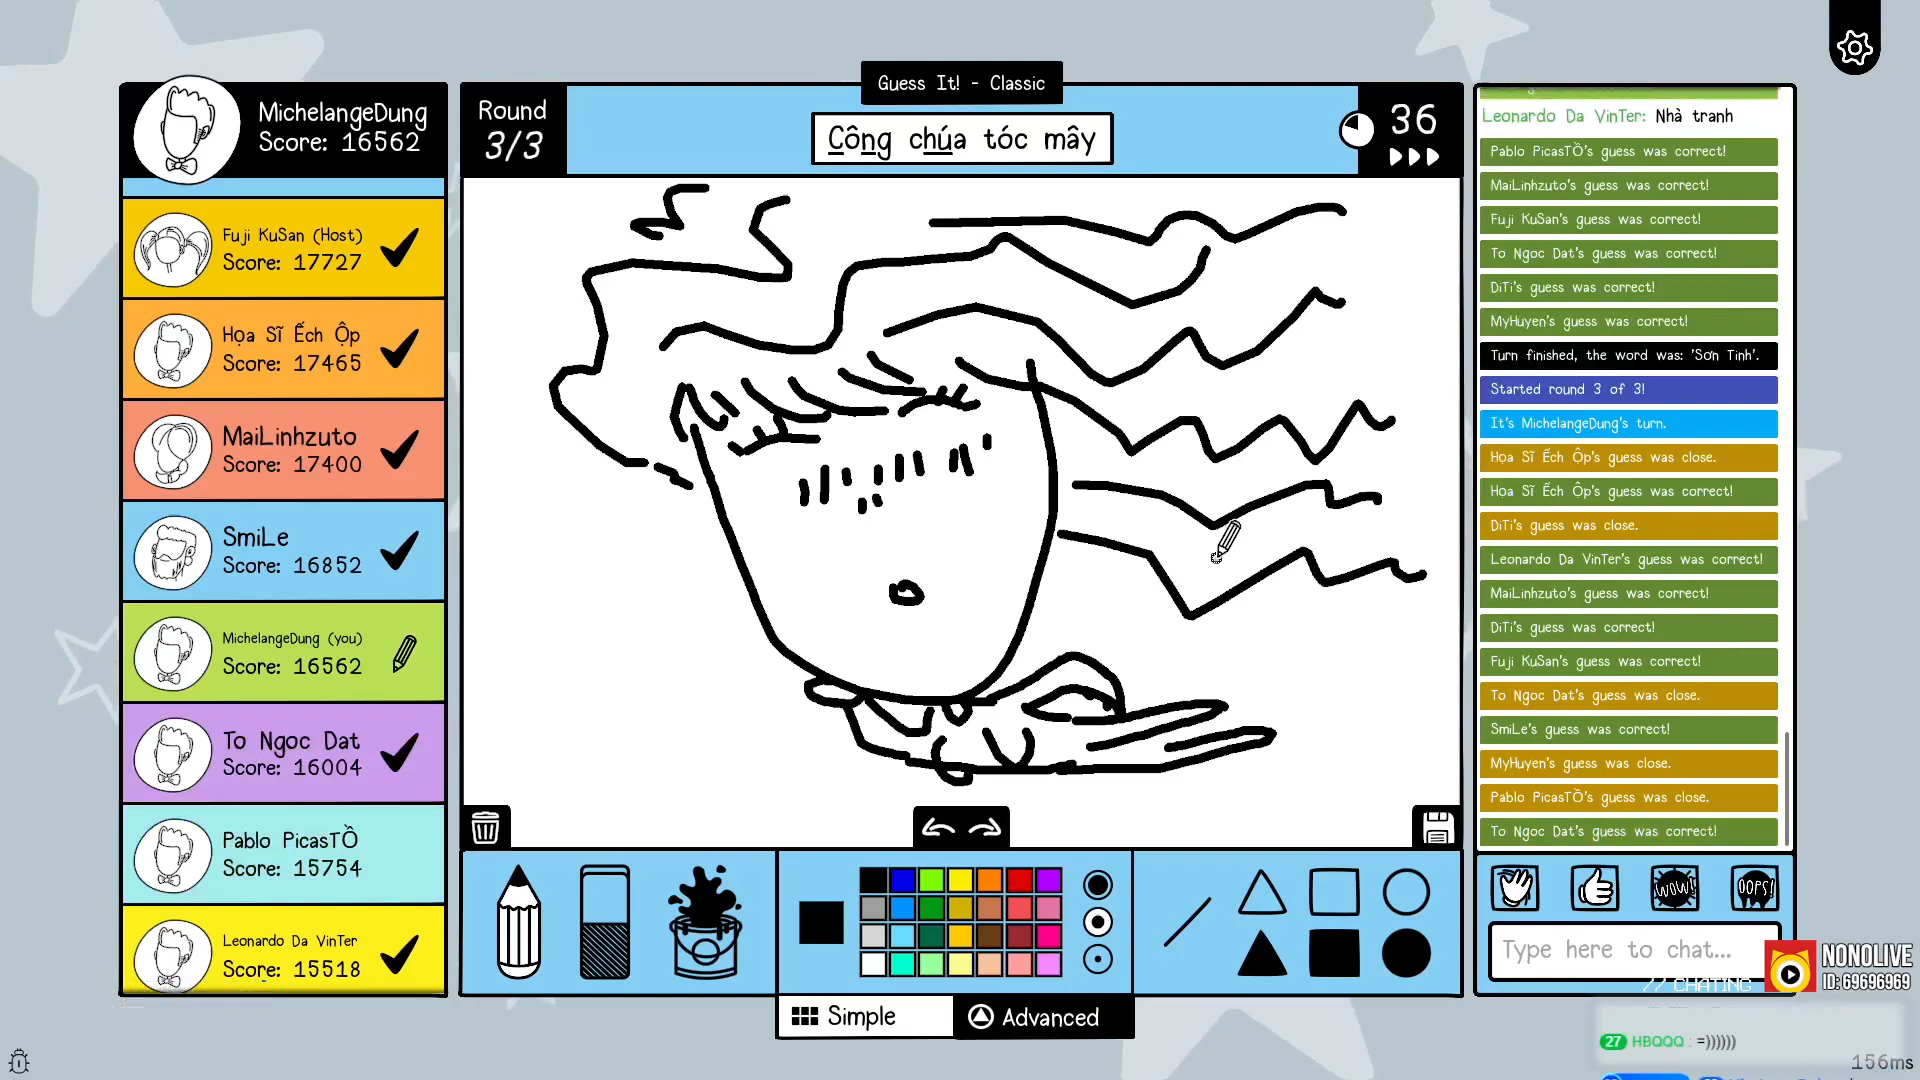 MichelangeDung
Score: 16562
Fuji KuSan (Host)
Score: 17727
Họa Sĩ Ếch Ộp
Score: 17465
MaiLinhzuto
Score: 17400
SmiLe
Score: 16852
MichelangeDung (you)
Score: 16562
To Ngoc Dat
Score: 16004
Pablo PicasTỒ
Score: 15754
Leonardo Da VinTer
Score: 15518
Guess It! - Classic
Round
3/3
Công chúa tóc mây
36
Simple
Advanced
Leonardo Da VinTer: Nhà tranh
Pablo PicasTỒ's guess was correct!
MaiLinhzuto's guess was correct!
Fuji KuSan's guess was correct!
To Ngoc Dat's guess was correct!
DiTi's guess was correct!
MyHuyen's guess was correct!
Turn finished, the word was: 'Sơn Tinh'.
Started round 3 of 3!
It's MichelangeDung's turn.
Họa Sĩ Ếch Ộp's guess was close.
Họa Sĩ Ếch Ộp's guess was correct!
DiTi's guess was close.
Leonardo Da VinTer's guess was correct!
MaiLinhzuto's guess was correct!
DiTi's guess was correct!
Fuji KuSan's guess was correct!
To Ngoc Dat's guess was close.
SmiLe's guess was correct!
MyHuyen's guess was close.
Pablo PicasTỒ's guess was close.
To Ngoc Dat's guess was correct!
WOW!
OOPS!
Type here to chat...
NONOLIVE
ID:69696969
// CHATING
27 HBQQQ : =))))))
156ms